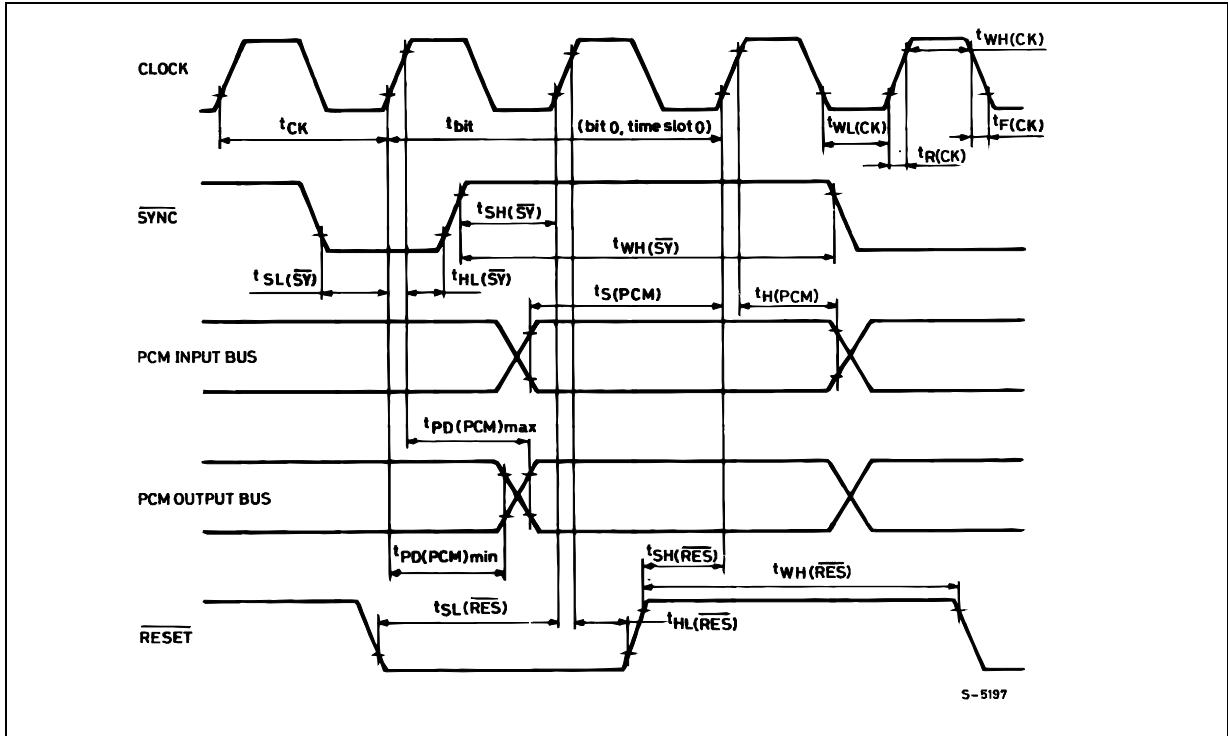 CLOCK
tWH(CK)
tCK
tbit
(bit 0, time slot 0)
tWL(CK)
tF(CK)
tR(CK)
SYNC
tSH(SY)
tWH(SY)
tSL(SY)
tHL(SY)
tS(PCM)
tH(PCM)
PCM INPUT BUS
tPD(PCM)max
PCM OUTPUT BUS
tPD(PCM)min
tSH(RES)
tWH(RES)
tSL(RES)
tHL(RES)
RESET
S-5197